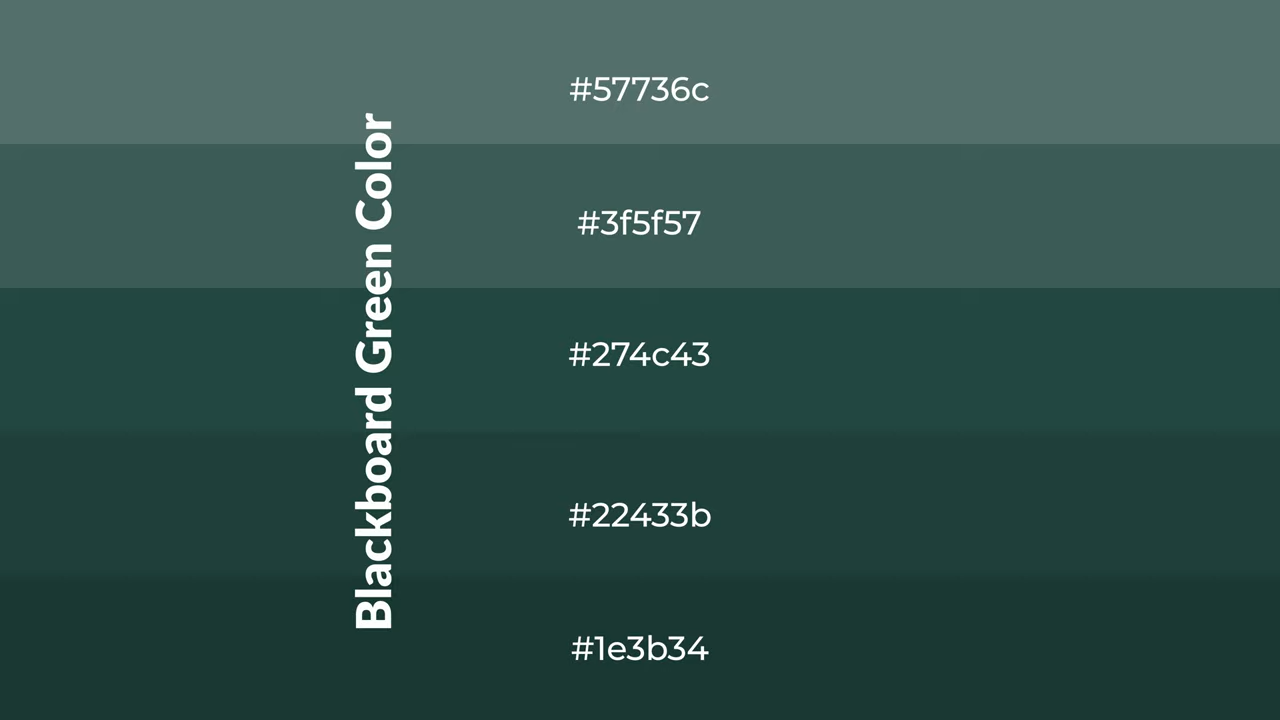 Blackboard Green Color
#57736c
#3f5f57
#274c43
#22433b
#1e3b34